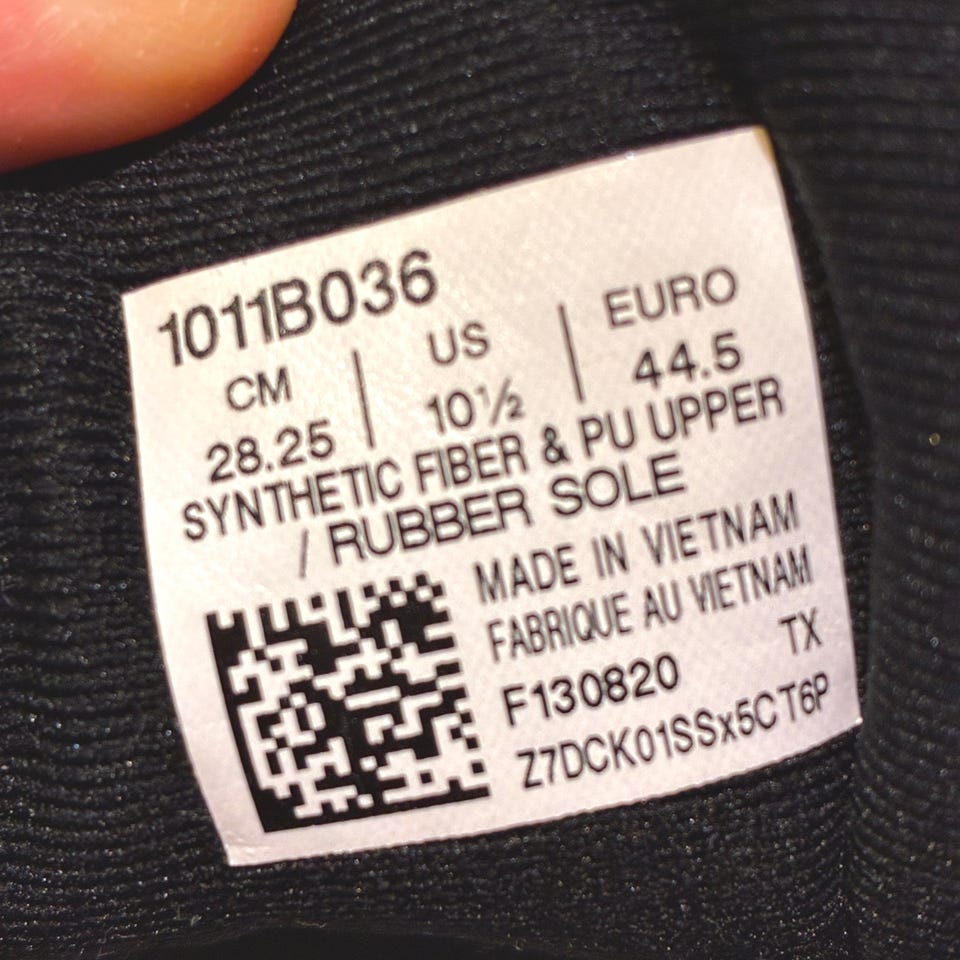 1011B036
CM | US | EURO
28.25 | 10½ | 44.5
SYNTHETIC FIBER & PU UPPER
/ RUBBER SOLE
MADE IN VIETNAM
FABRIQUE AU VIETNAM
TX
F130820
Z7DCK01SSx5CT6P